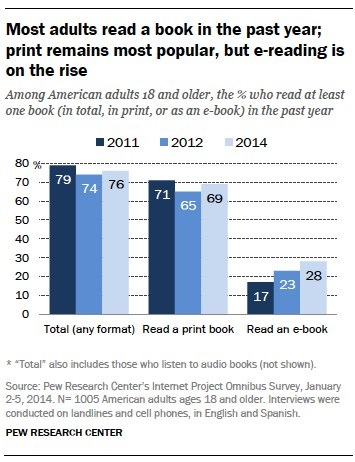 Most adults read a book in the past year;
print remains most popular, but e-reading is
on the rise
Among American adults 18 and older, the % who read at least
one book (in total, in print, or as an e-book) in the past year
2011 2012 2014
80 %
70
60
50
40
30
20
10
0
79 74 76 71 65 69 17 23 28
Total (any format) Read a print book Read an e-book
* “Total” also includes those who listen to audio books (not shown).
Source: Pew Research Center’s Internet Project Omnibus Survey, January
2-5, 2014. N= 1005 American adults ages 18 and older. Interviews were
conducted on landlines and cell phones, in English and Spanish.
PEW RESEARCH CENTER